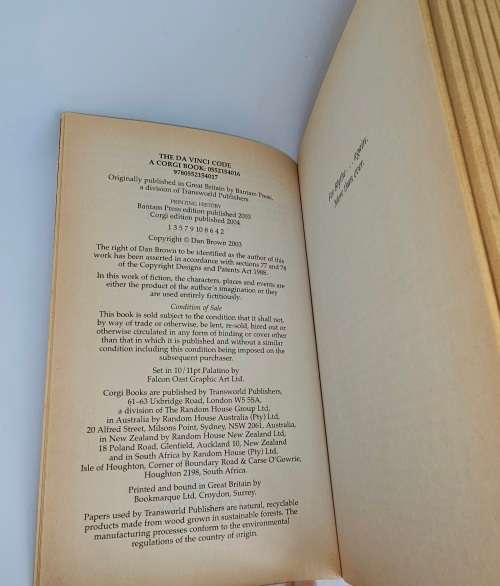 THE DA VINCI CODE
A CORGI BOOK: 0552154016
9780552154017
Originally published in Great Britain by Bantam Press,
a division of Transworld Publishers
PRINTING HISTORY
Bantam Press edition published 2003
Corgi edition published 2004
1 3 5 7 9 10 8 6 4 2
Copyright © Dan Brown 2003
The right of Dan Brown to be identified as the author of this
work has been asserted in accordance with sections 77 and 78
of the Copyright Designs and Patents Act 1988.
In this work of fiction, the characters, places and events are
either the product of the author's imagination or they
are used entirely fictitiously.
Condition of Sale
This book is sold subject to the condition that it shall not,
by way of trade or otherwise, be lent, re-sold, hired out or
otherwise circulated in any form of binding or cover other
than that in which it is published and without a similar
condition including this condition being imposed on the
subsequent purchaser.
Set in 10/11pt Palatino by
Falcon Oast Graphic Art Ltd.
Corgi Books are published by Transworld Publishers,
61–63 Uxbridge Road, London W5 5SA,
a division of The Random House Group Ltd,
in Australia by Random House Australia (Pty) Ltd,
20 Alfred Street, Milsons Point, Sydney, NSW 2061, Australia,
in New Zealand by Random House New Zealand Ltd,
18 Poland Road, Glenfield, Auckland 10, New Zealand
and in South Africa by Random House (Pty) Ltd,
Isle of Houghton, Corner of Boundary Road & Carse O'Gowrie,
Houghton 2198, South Africa.
Printed and bound in Great Britain by
Bookmarque Ltd, Croydon, Surrey.
Papers used by Transworld Publishers are natural, recyclable
products made from wood grown in sustainable forests. The
manufacturing processes conform to the environmental
regulations of the country of origin.
For Blythe . . . again.
More than ever.